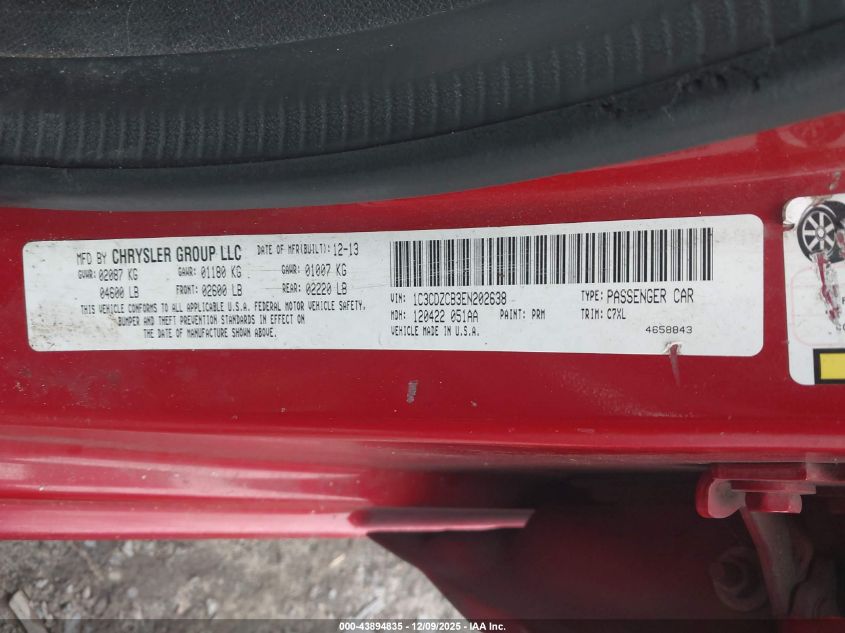 MFD BY CHRYSLER GROUP LLC DATE OF MFR(BUILT): 12-13
GVWR: 02087 KG GAWR: 01180 KG GAWR: 01007 KG
04600 LB FRONT: 02600 LB REAR: 02220 LB
THIS VEHICLE CONFORMS TO ALL APPLICABLE U.S.A. FEDERAL MOTOR VEHICLE SAFETY,
BUMPER AND THEFT STANDARDS IN EFFECT ON
THE DATE OF MANUFACTURE SHOWN ABOVE.
VIN: 1C3CDZCB3EN202638 TYPE: PASSENGER CAR
MDH: 120422 051AA PAINT: PRM TRIM: C7XL
VEHICLE MADE IN U.S.A.
4658843
000-43894835 - 12/09/2025 - IAA Inc.